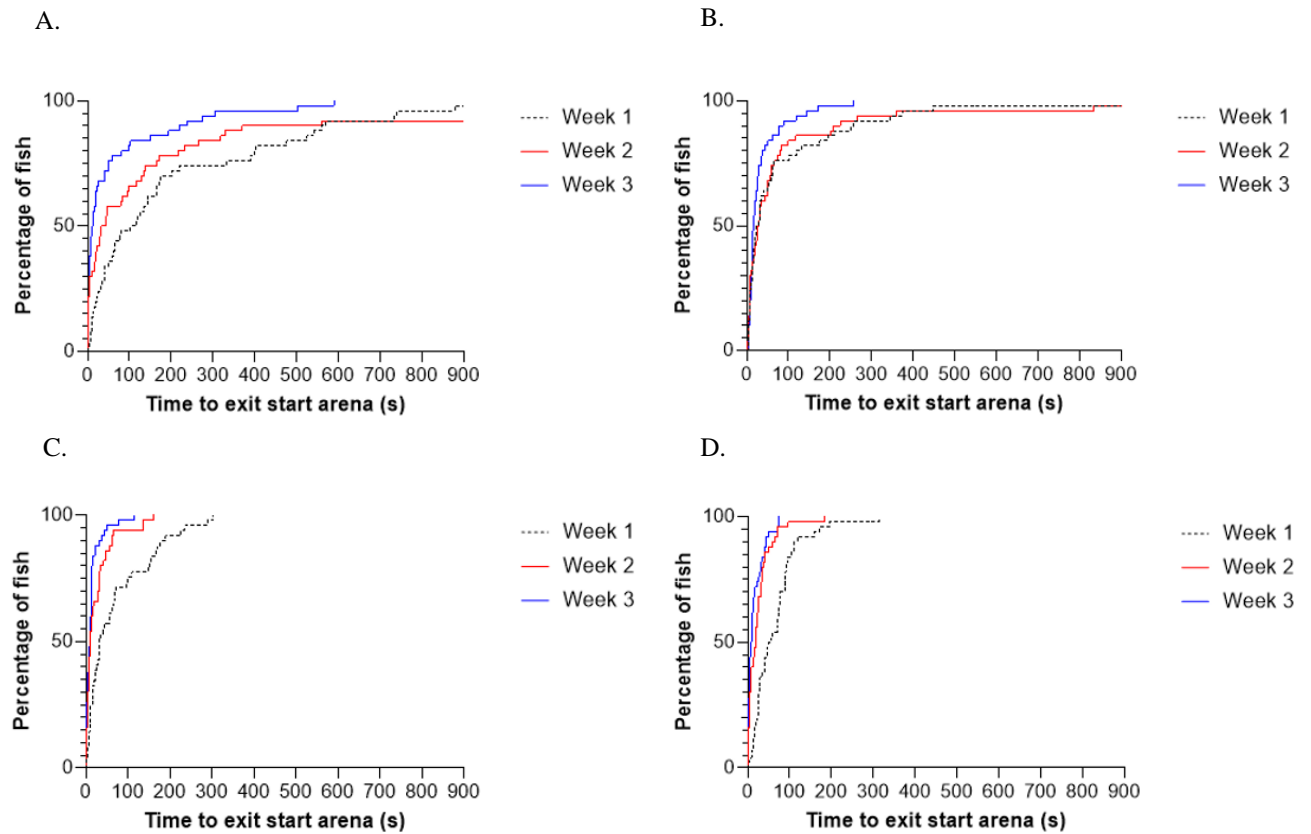 A.
B.
100
50
0
Percentage of fish
0 100 200 300 400 500 600 700 800 900
Time to exit start arena (s)
Week 1
Week 2
Week 3
100
50
0
Percentage of fish
0 100 200 300 400 500 600 700 800 900
Time to exit start arena (s)
Week 1
Week 2
Week 3
C.
D.
100
50
0
Percentage of fish
0 100 200 300 400 500 600 700 800 900
Time to exit start arena (s)
Week 1
Week 2
Week 3
100
50
0
Percentage of fish
0 100 200 300 400 500 600 700 800 900
Time to exit start arena (s)
Week 1
Week 2
Week 3